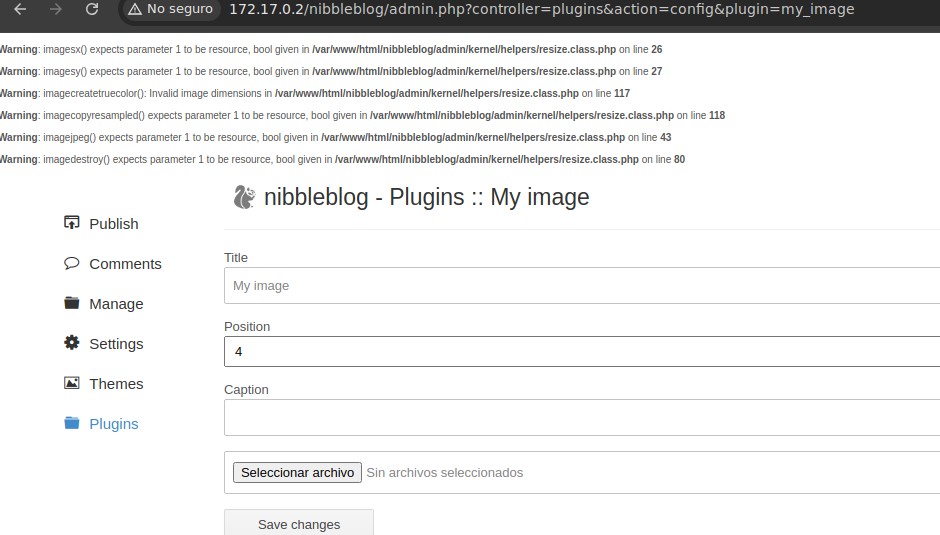 No seguro 172.17.0.2/nibbleblog/admin.php?controller=plugins&action=config&plugin=my_image
Warning: imagesx() expects parameter 1 to be resource, bool given in /var/www/html/nibbleblog/admin/kernel/helpers/resize.class.php on line 26
Warning: imagesy() expects parameter 1 to be resource, bool given in /var/www/html/nibbleblog/admin/kernel/helpers/resize.class.php on line 27
Warning: imagecreatetruecolor(): Invalid image dimensions in /var/www/html/nibbleblog/admin/kernel/helpers/resize.class.php on line 117
Warning: imagecopyresampled() expects parameter 1 to be resource, bool given in /var/www/html/nibbleblog/admin/kernel/helpers/resize.class.php on line 118
Warning: imagejpeg() expects parameter 1 to be resource, bool given in /var/www/html/nibbleblog/admin/kernel/helpers/resize.class.php on line 43
Warning: imagedestroy() expects parameter 1 to be resource, bool given in /var/www/html/nibbleblog/admin/kernel/helpers/resize.class.php on line 80
nibbleblog - Plugins :: My image
Publish
Comments
Manage
Settings
Themes
Plugins
Title
My image
Position
4
Caption
Seleccionar archivo Sin archivos seleccionados
Save changes